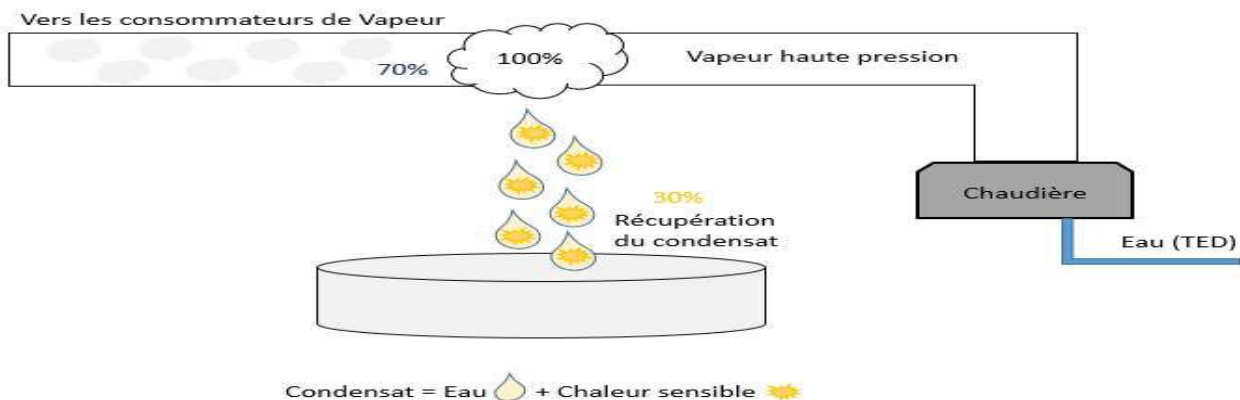 Vers les consommateurs de Vapeur
70%
100%
Vapeur haute pression
Chaudière
30%
Récupération
du condensat
Eau (TED)
Condensat = Eau + Chaleur sensible